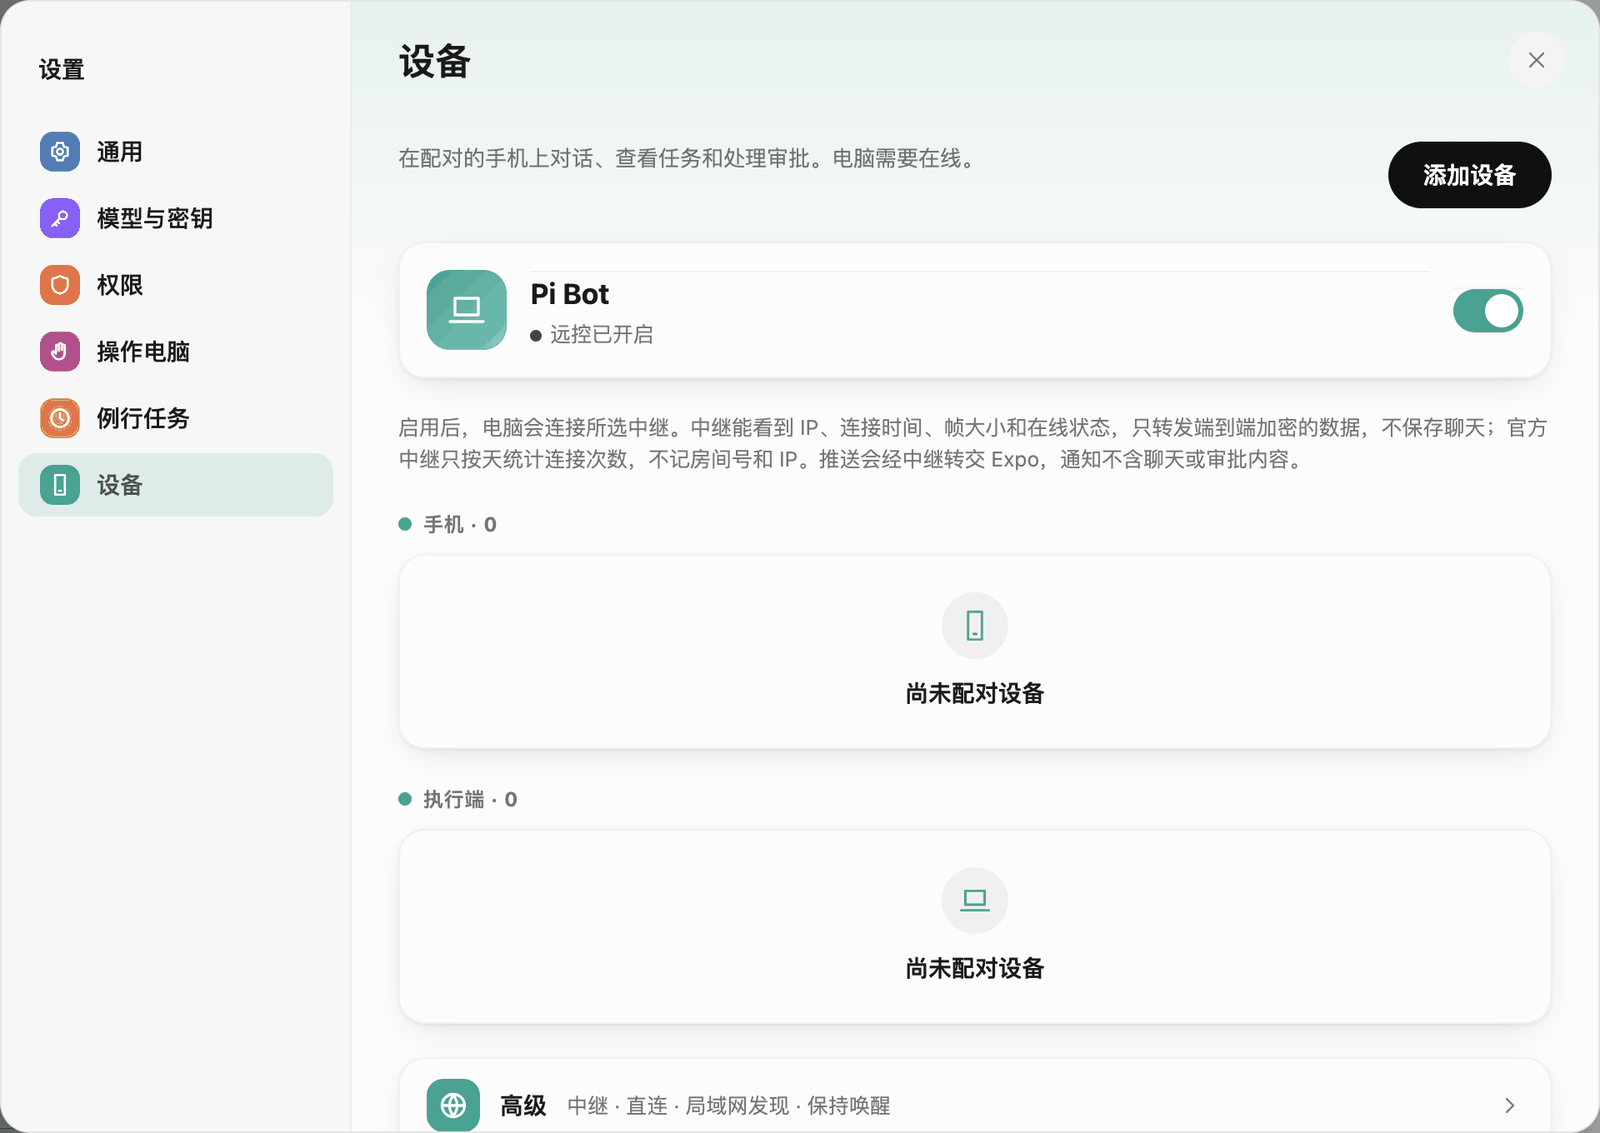 设置
通用
模型与密钥
权限
操作电脑
例行任务
设备
设备
在配对的手机上对话、查看任务和处理审批。电脑需要在线。
添加设备
Pi Bot
远控已开启
启用后，电脑会连接所选中继。中继能看到 IP、连接时间、帧大小和在线状态，只转发端到端加密的数据，不保存聊天；官方
中继只按天统计连接次数，不记房间号和 IP。推送会经中继转交 Expo，通知不含聊天或审批内容。
手机 · 0
尚未配对设备
执行端 · 0
尚未配对设备
高级 中继 · 直连 · 局域网发现 · 保持唤醒